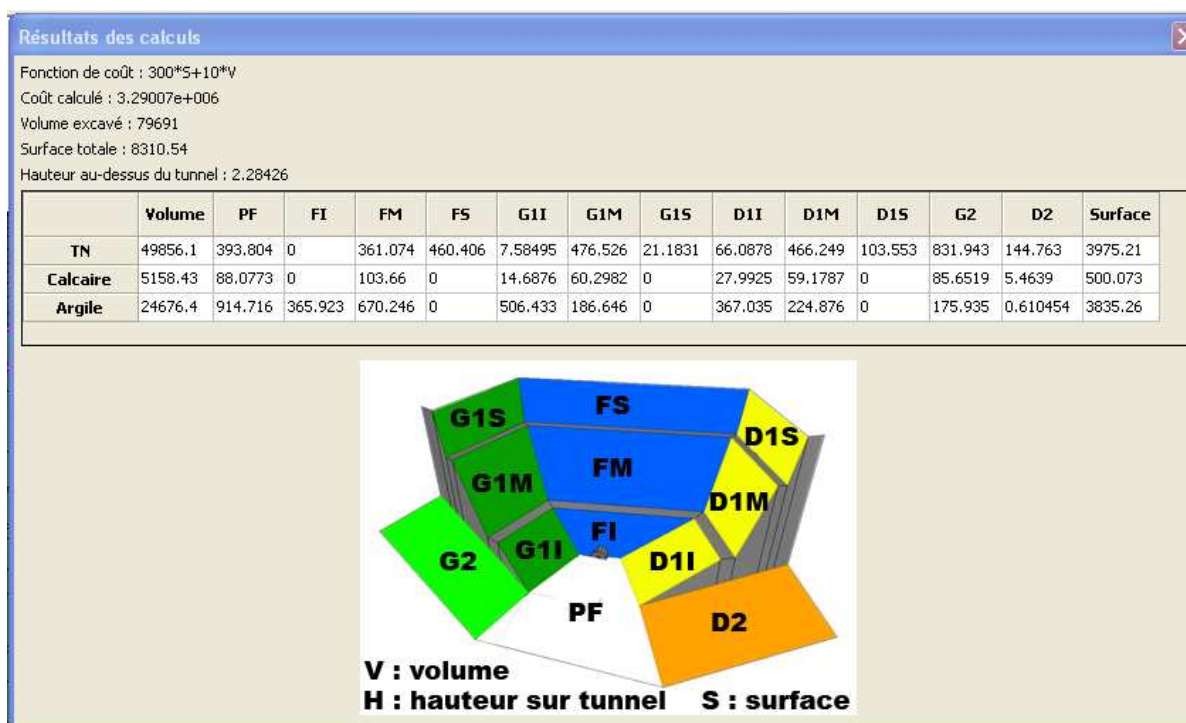 Résultats des calculs
Fonction de coût : 300*S+10*V
Coût calculé : 3.29007e+006
Volume excavé : 79691
Surface totale : 8310.54
Hauteur au-dessus du tunnel : 2.28426
Volume PF FI FM FS G1I G1M G1S D1I D1M D1S G2 D2 Surface
TN 49856.1 393.804 0 361.074 460.406 7.58495 476.526 21.1831 66.0878 466.249 103.553 831.943 144.763 3975.21
Calcaire 5158.43 88.0773 0 103.66 0 14.6876 60.2982 0 27.9925 59.1787 0 85.6519 5.4639 500.073
Argile 24676.4 914.716 365.923 670.246 0 506.433 186.646 0 367.035 224.876 0 175.935 0.610454 3835.26
G1S FS D1S
G1M FM D1M
G2 G1I FI D1I
PF D2
V : volume
H : hauteur sur tunnel S : surface